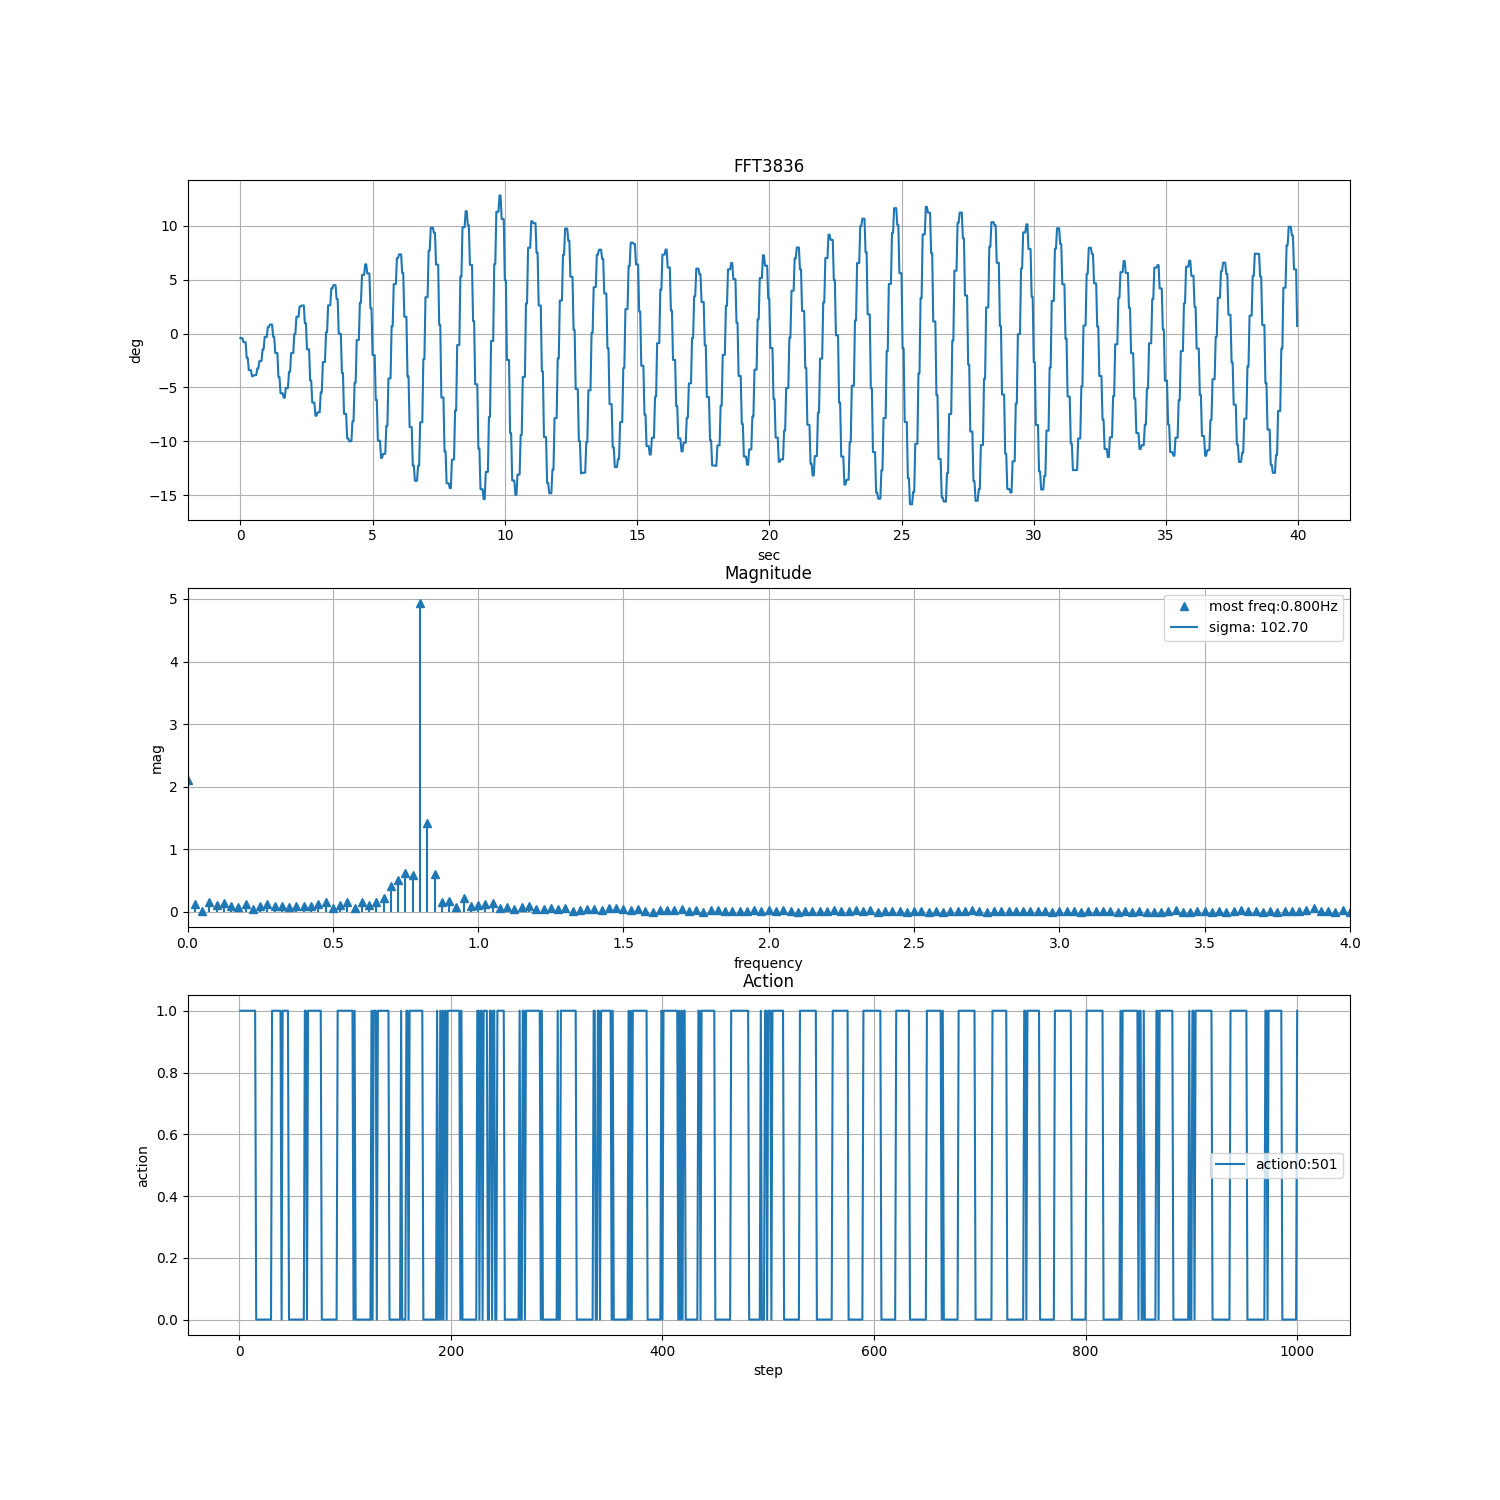 FFT3836
10
5
0
−5
−10
−15
deg
0 5 10 15 20 25 30 35 40
sec
Magnitude
5
4
3
2
1
0
mag
most freq:0.800Hz
sigma: 102.70
0.0 0.5 1.0 1.5 2.0 2.5 3.0 3.5 4.0
frequency
Action
1.0
0.8
0.6
0.4
0.2
0.0
action
action0:501
0 200 400 600 800 1000
step